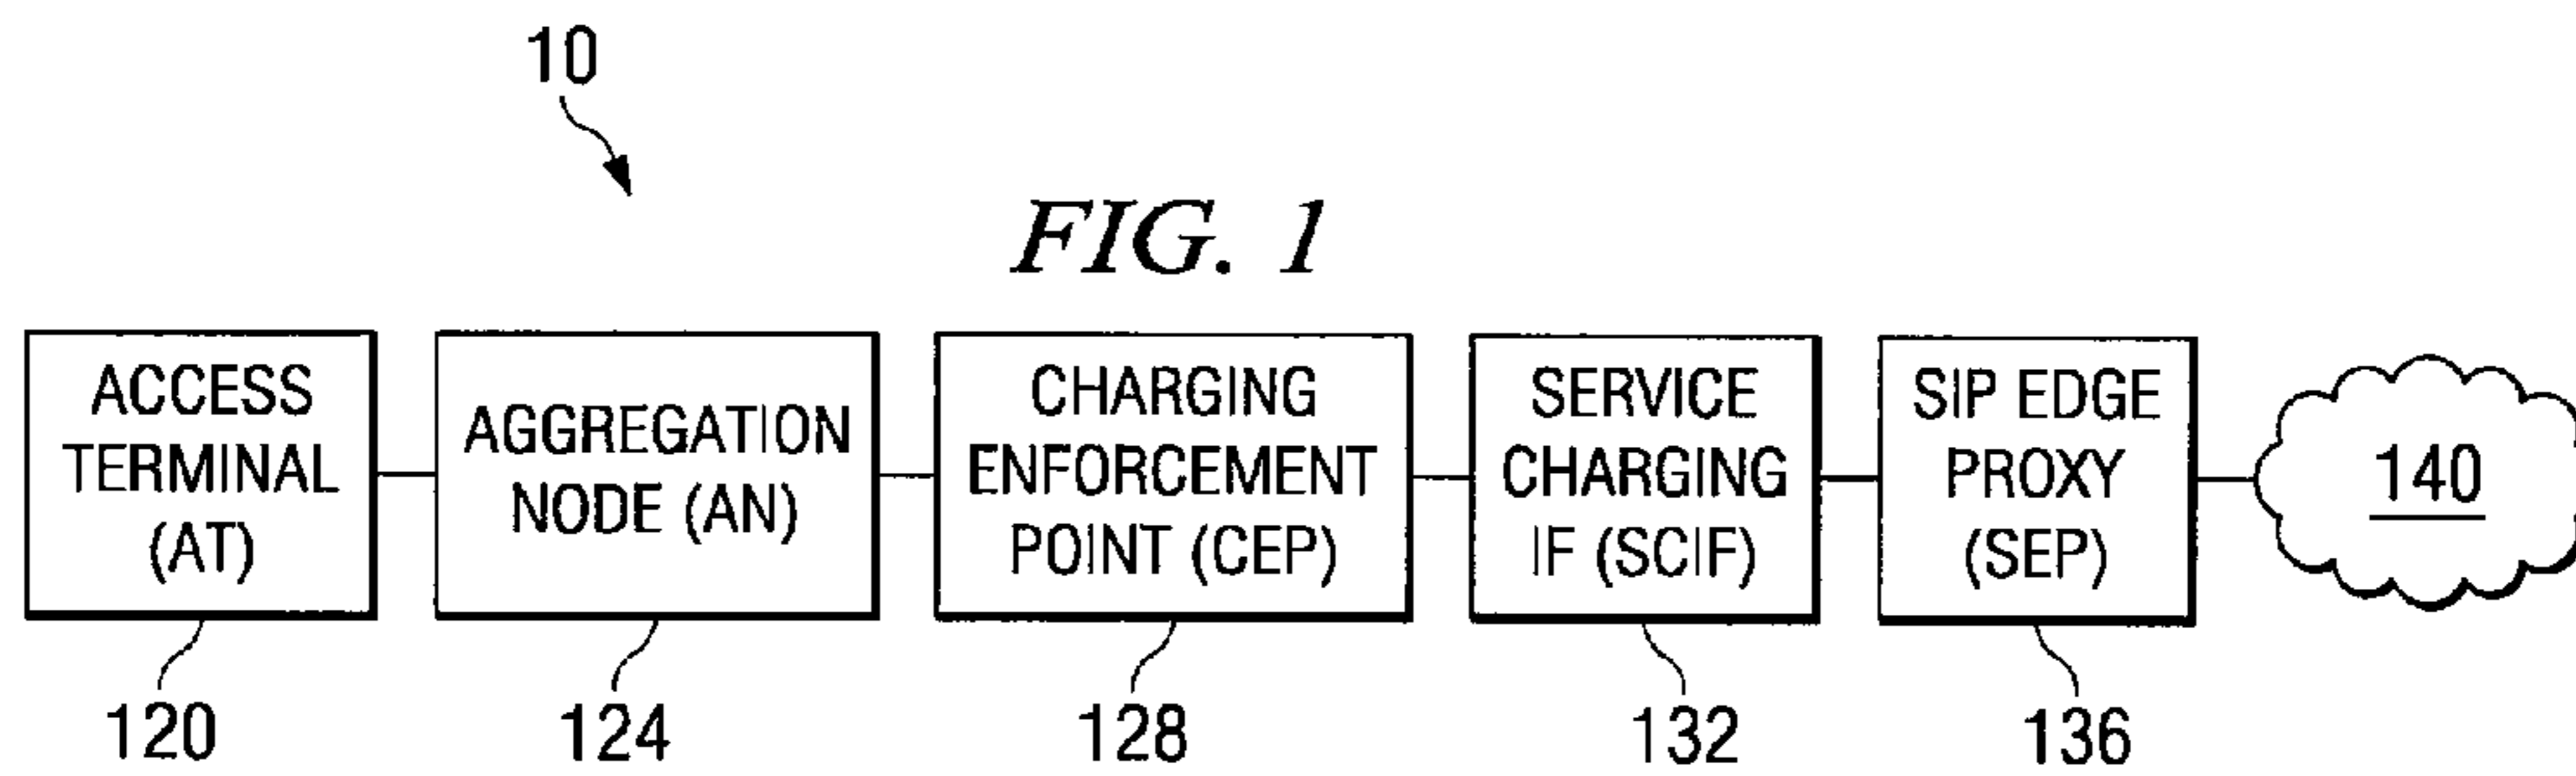 10
FIG. 1
ACCESS
TERMINAL
(AT)
AGGREGATION
NODE (AN)
CHARGING
ENFORCEMENT
POINT (CEP)
SERVICE
CHARGING
IF (SCIF)
SIP EDGE
PROXY
(SEP)
140
120
124
128
132
136